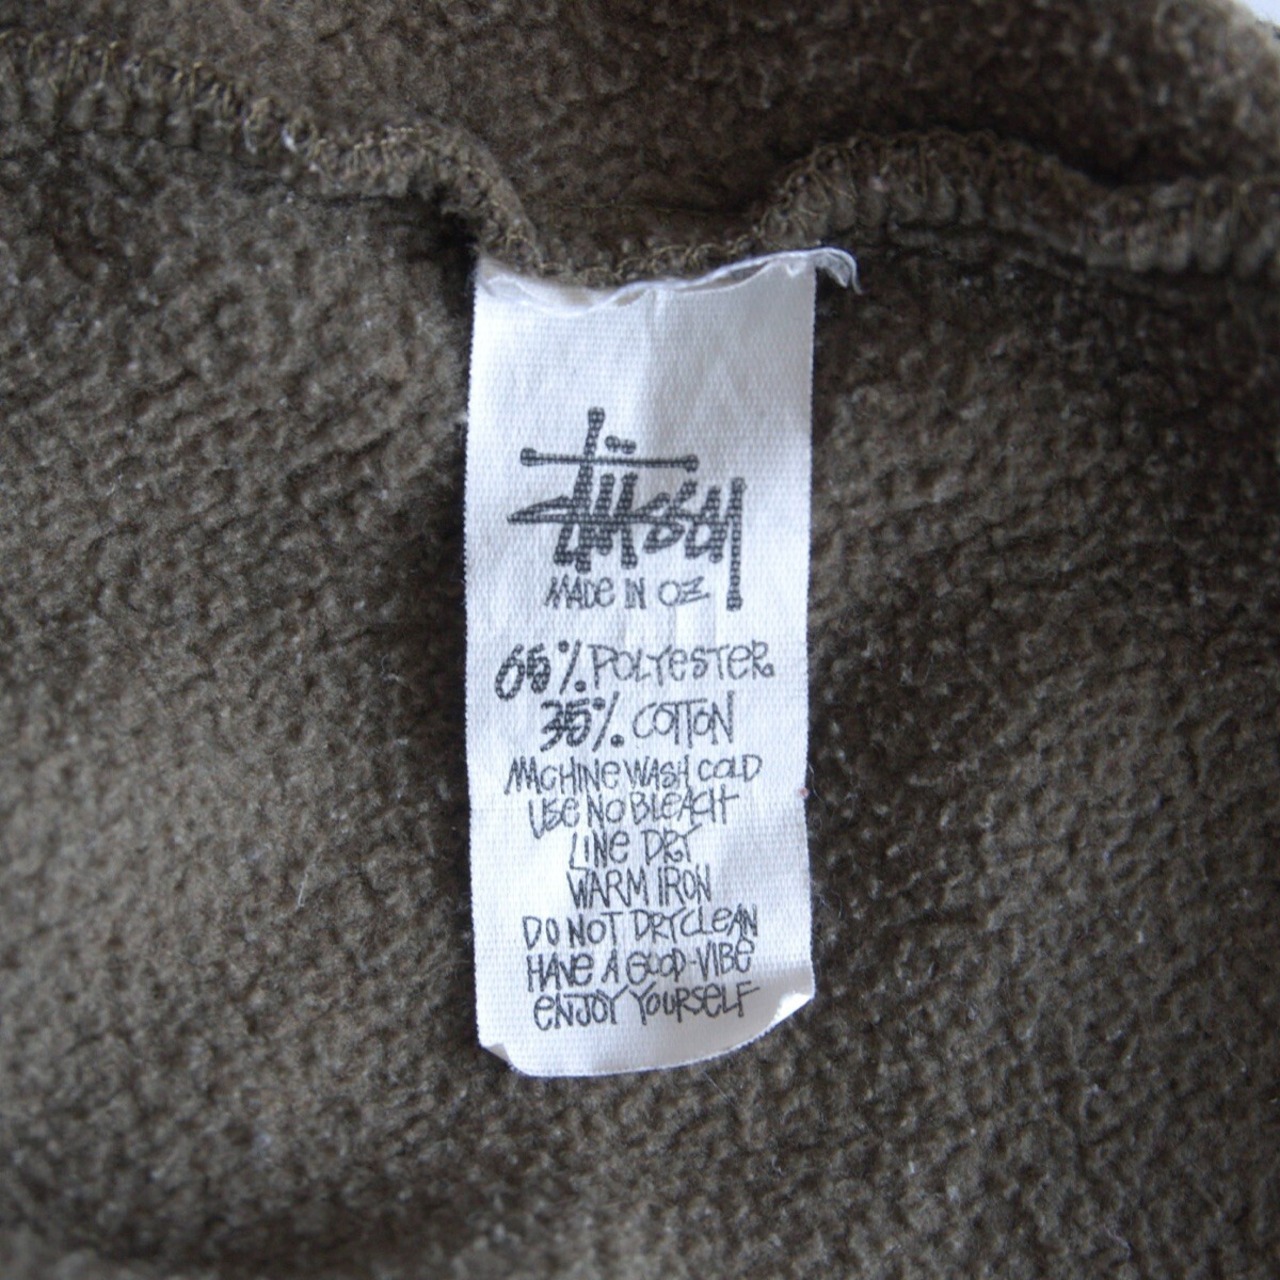 Stüssy
MADE IN OZ
65% POLYESTER
35% COTTON
MACHINE WASH COLD
USE NO BLEACH
LINE DRY
WARM IRON
DO NOT DRYCLEAN
HAVE A GOOD-VIBE
ENJOY YOURSELF